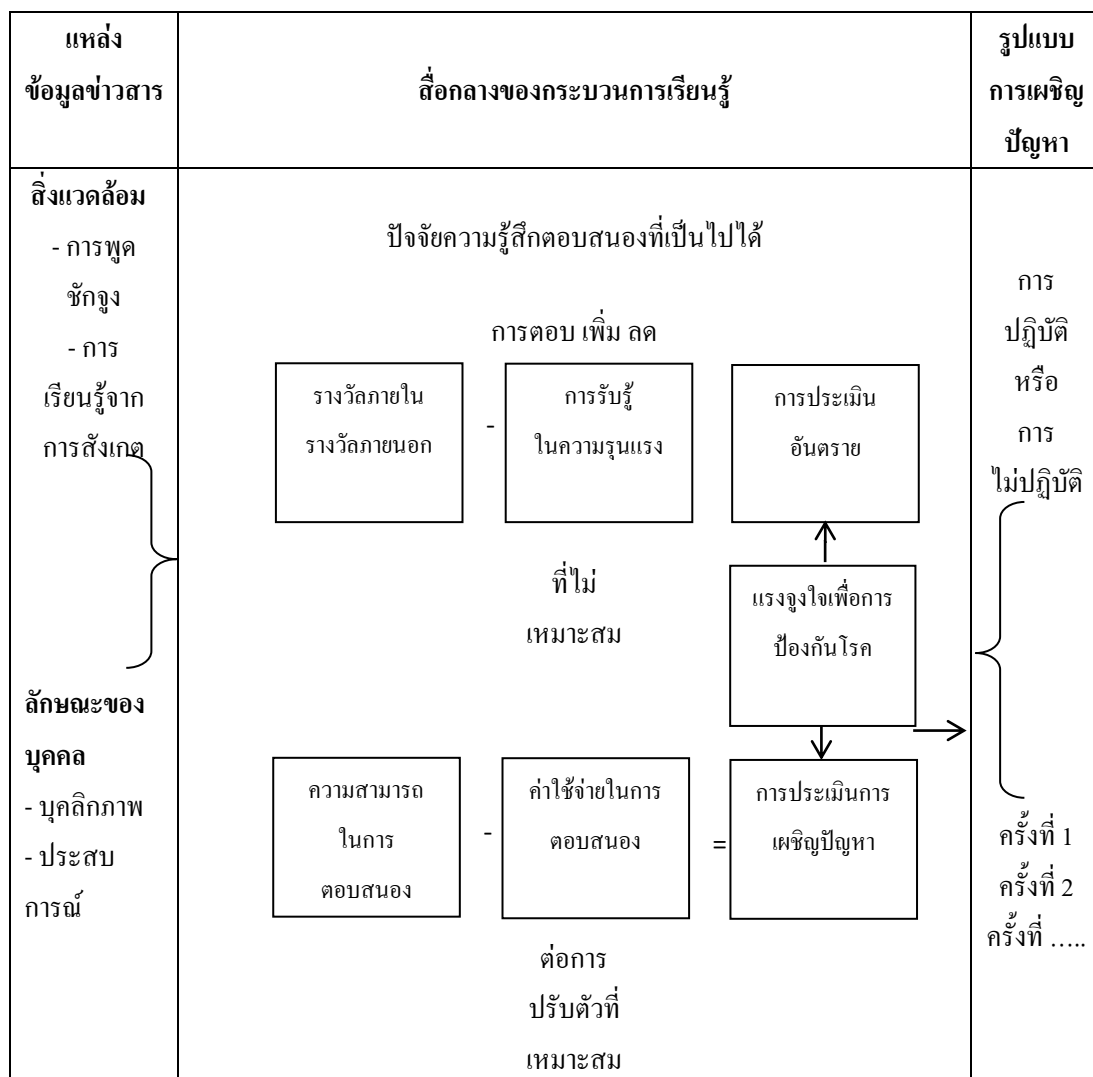 แหล่ง
ข้อมูลข่าวสาร
สื่อกลางของกระบวนการเรียนรู้
รูปแบบ
การเผชิญ
ปัญหา
สิ่งแวดล้อม
- การพูด
ชักจูง
- การ
เรียนรู้จาก
การสังเกต
ลักษณะของ
บุคคล
- บุคลิกภาพ
- ประสบ
การณ์
ปัจจัยความรู้สึกตอบสนองที่เป็นไปได้
การตอบ เพิ่ม ลด
รางวัลภายใน
รางวัลภายนอก
-
การรับรู้
ในความรุนแรง
การประเมิน
อันตราย
ที่ไม่
เหมาะสม
แรงจูงใจเพื่อการ
ป้องกันโรค
ความสามารถ
ในการ
ตอบสนอง
-
ค่าใช้จ่ายในการ
ตอบสนอง
=
การประเมินการ
เผชิญปัญหา
ต่อการ
ปรับตัวที่
เหมาะสม
การ
ปฏิบัติ
หรือ
การ
ไม่ปฏิบัติ
ครั้งที่ 1
ครั้งที่ 2
ครั้งที่ .....